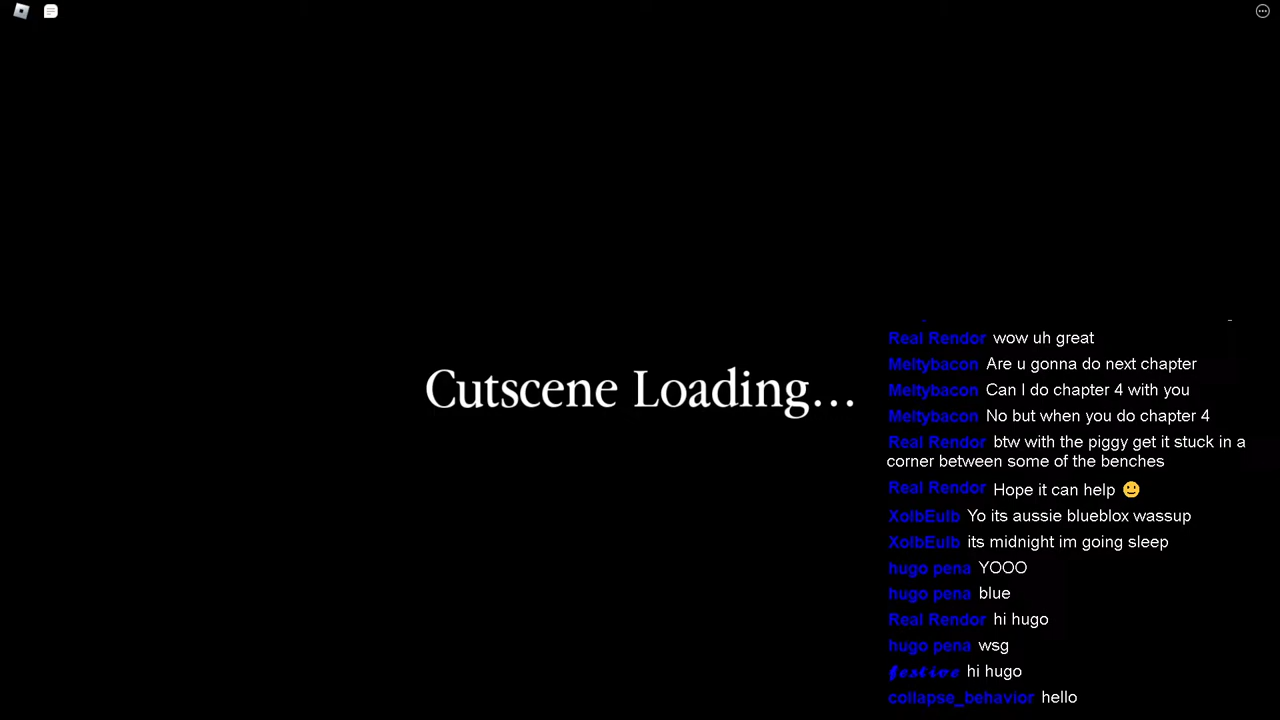 Cutscene Loading...
Real Rendor wow uh great
Meltybacon Are u gonna do next chapter
Meltybacon Can I do chapter 4 with you
Meltybacon No but when you do chapter 4
Real Rendor btw with the piggy get it stuck in a
corner between some of the benches
Real Rendor Hope it can help 🙂
XolbEulb Yo its aussie blueblox wassup
XolbEulb its midnight im going sleep
hugo pena YOOO
hugo pena blue
Real Rendor hi hugo
hugo pena wsg
𝓯𝓮𝓼𝓽𝓲𝓿𝓮 hi hugo
collapse_behavior hello